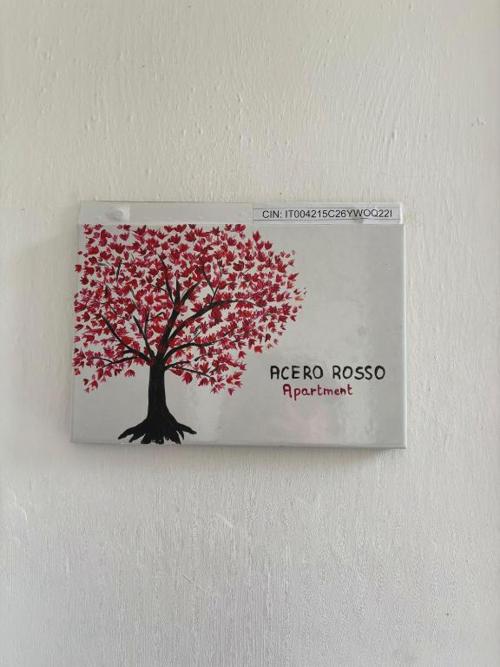 CIN: IT004215C26YWOQ22I
ACERO ROSSO
Apartment